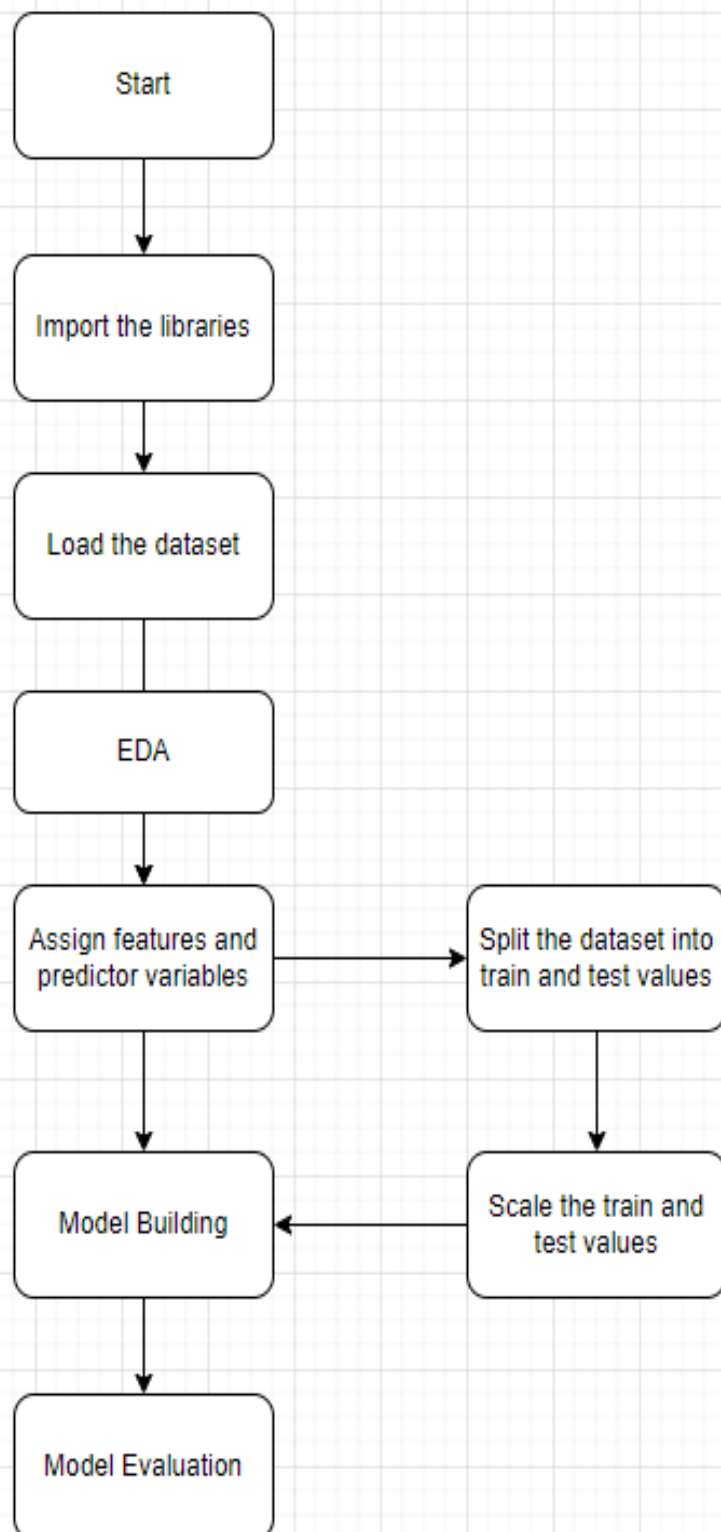 Start
Import the libraries
Load the dataset
EDA
Assign features and
predictor variables
Split the dataset into
train and test values
Model Building
Scale the train and
test values
Model Evaluation